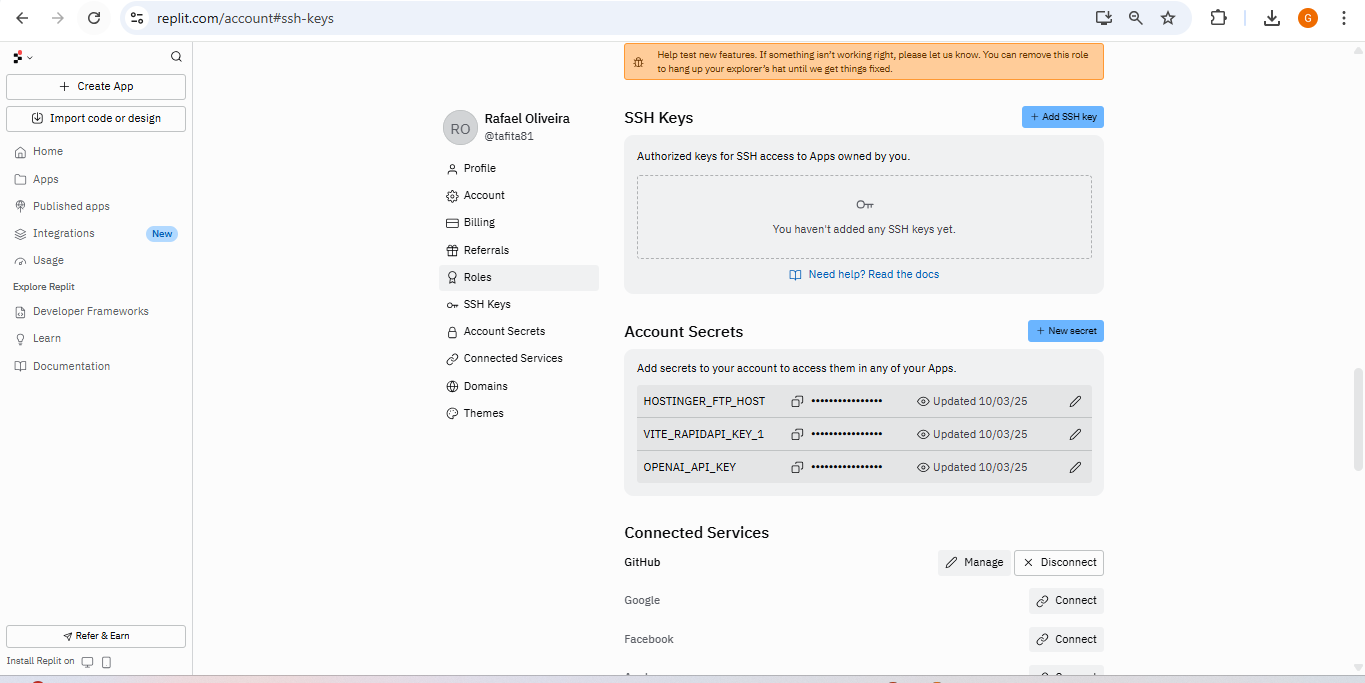 replit.com/account#ssh-keys
G
Create App
Import code or design
Home
Apps
Published apps
Integrations New
Usage
Explore Replit
Developer Frameworks
Learn
Documentation
Refer & Earn
Install Replit on
RO
Rafael Oliveira
@tafita81
Profile
Account
Billing
Referrals
Roles
SSH Keys
Account Secrets
Connected Services
Domains
Themes
Help test new features. If something isn't working right, please let us know. You can remove this role
to hang up your explorer's hat until we get things fixed.
SSH Keys
+ Add SSH key
Authorized keys for SSH access to Apps owned by you.
You haven't added any SSH keys yet.
Need help? Read the docs
Account Secrets
+ New secret
Add secrets to your account to access them in any of your Apps.
HOSTINGER_FTP_HOST •••••••••••••••• Updated 10/03/25
VITE_RAPIDAPI_KEY_1 •••••••••••••••• Updated 10/03/25
OPENAI_API_KEY •••••••••••••••• Updated 10/03/25
Connected Services
GitHub Manage Disconnect
Google Connect
Facebook Connect